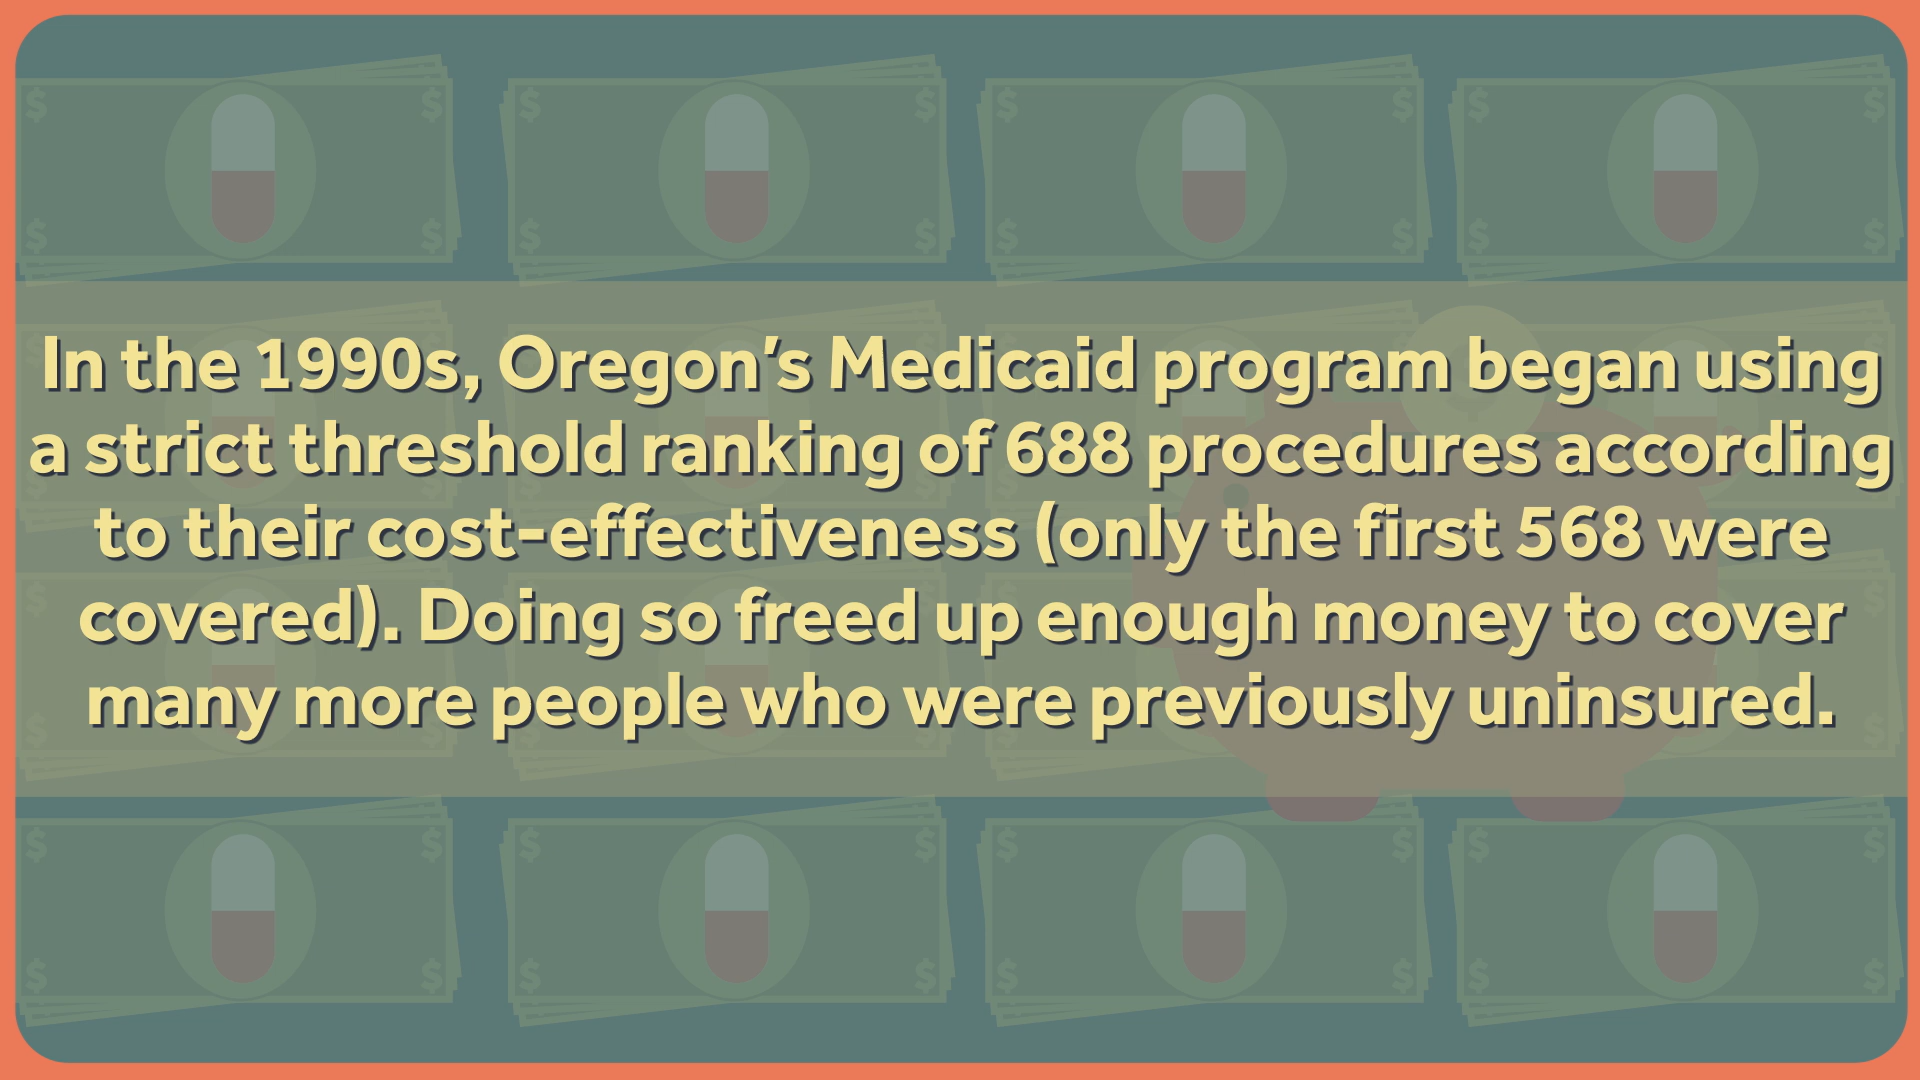 In the 1990s, Oregon's Medicaid program began using
a strict threshold ranking of 688 procedures according
to their cost-effectiveness (only the first 568 were
covered). Doing so freed up enough money to cover
many more people who were previously uninsured.